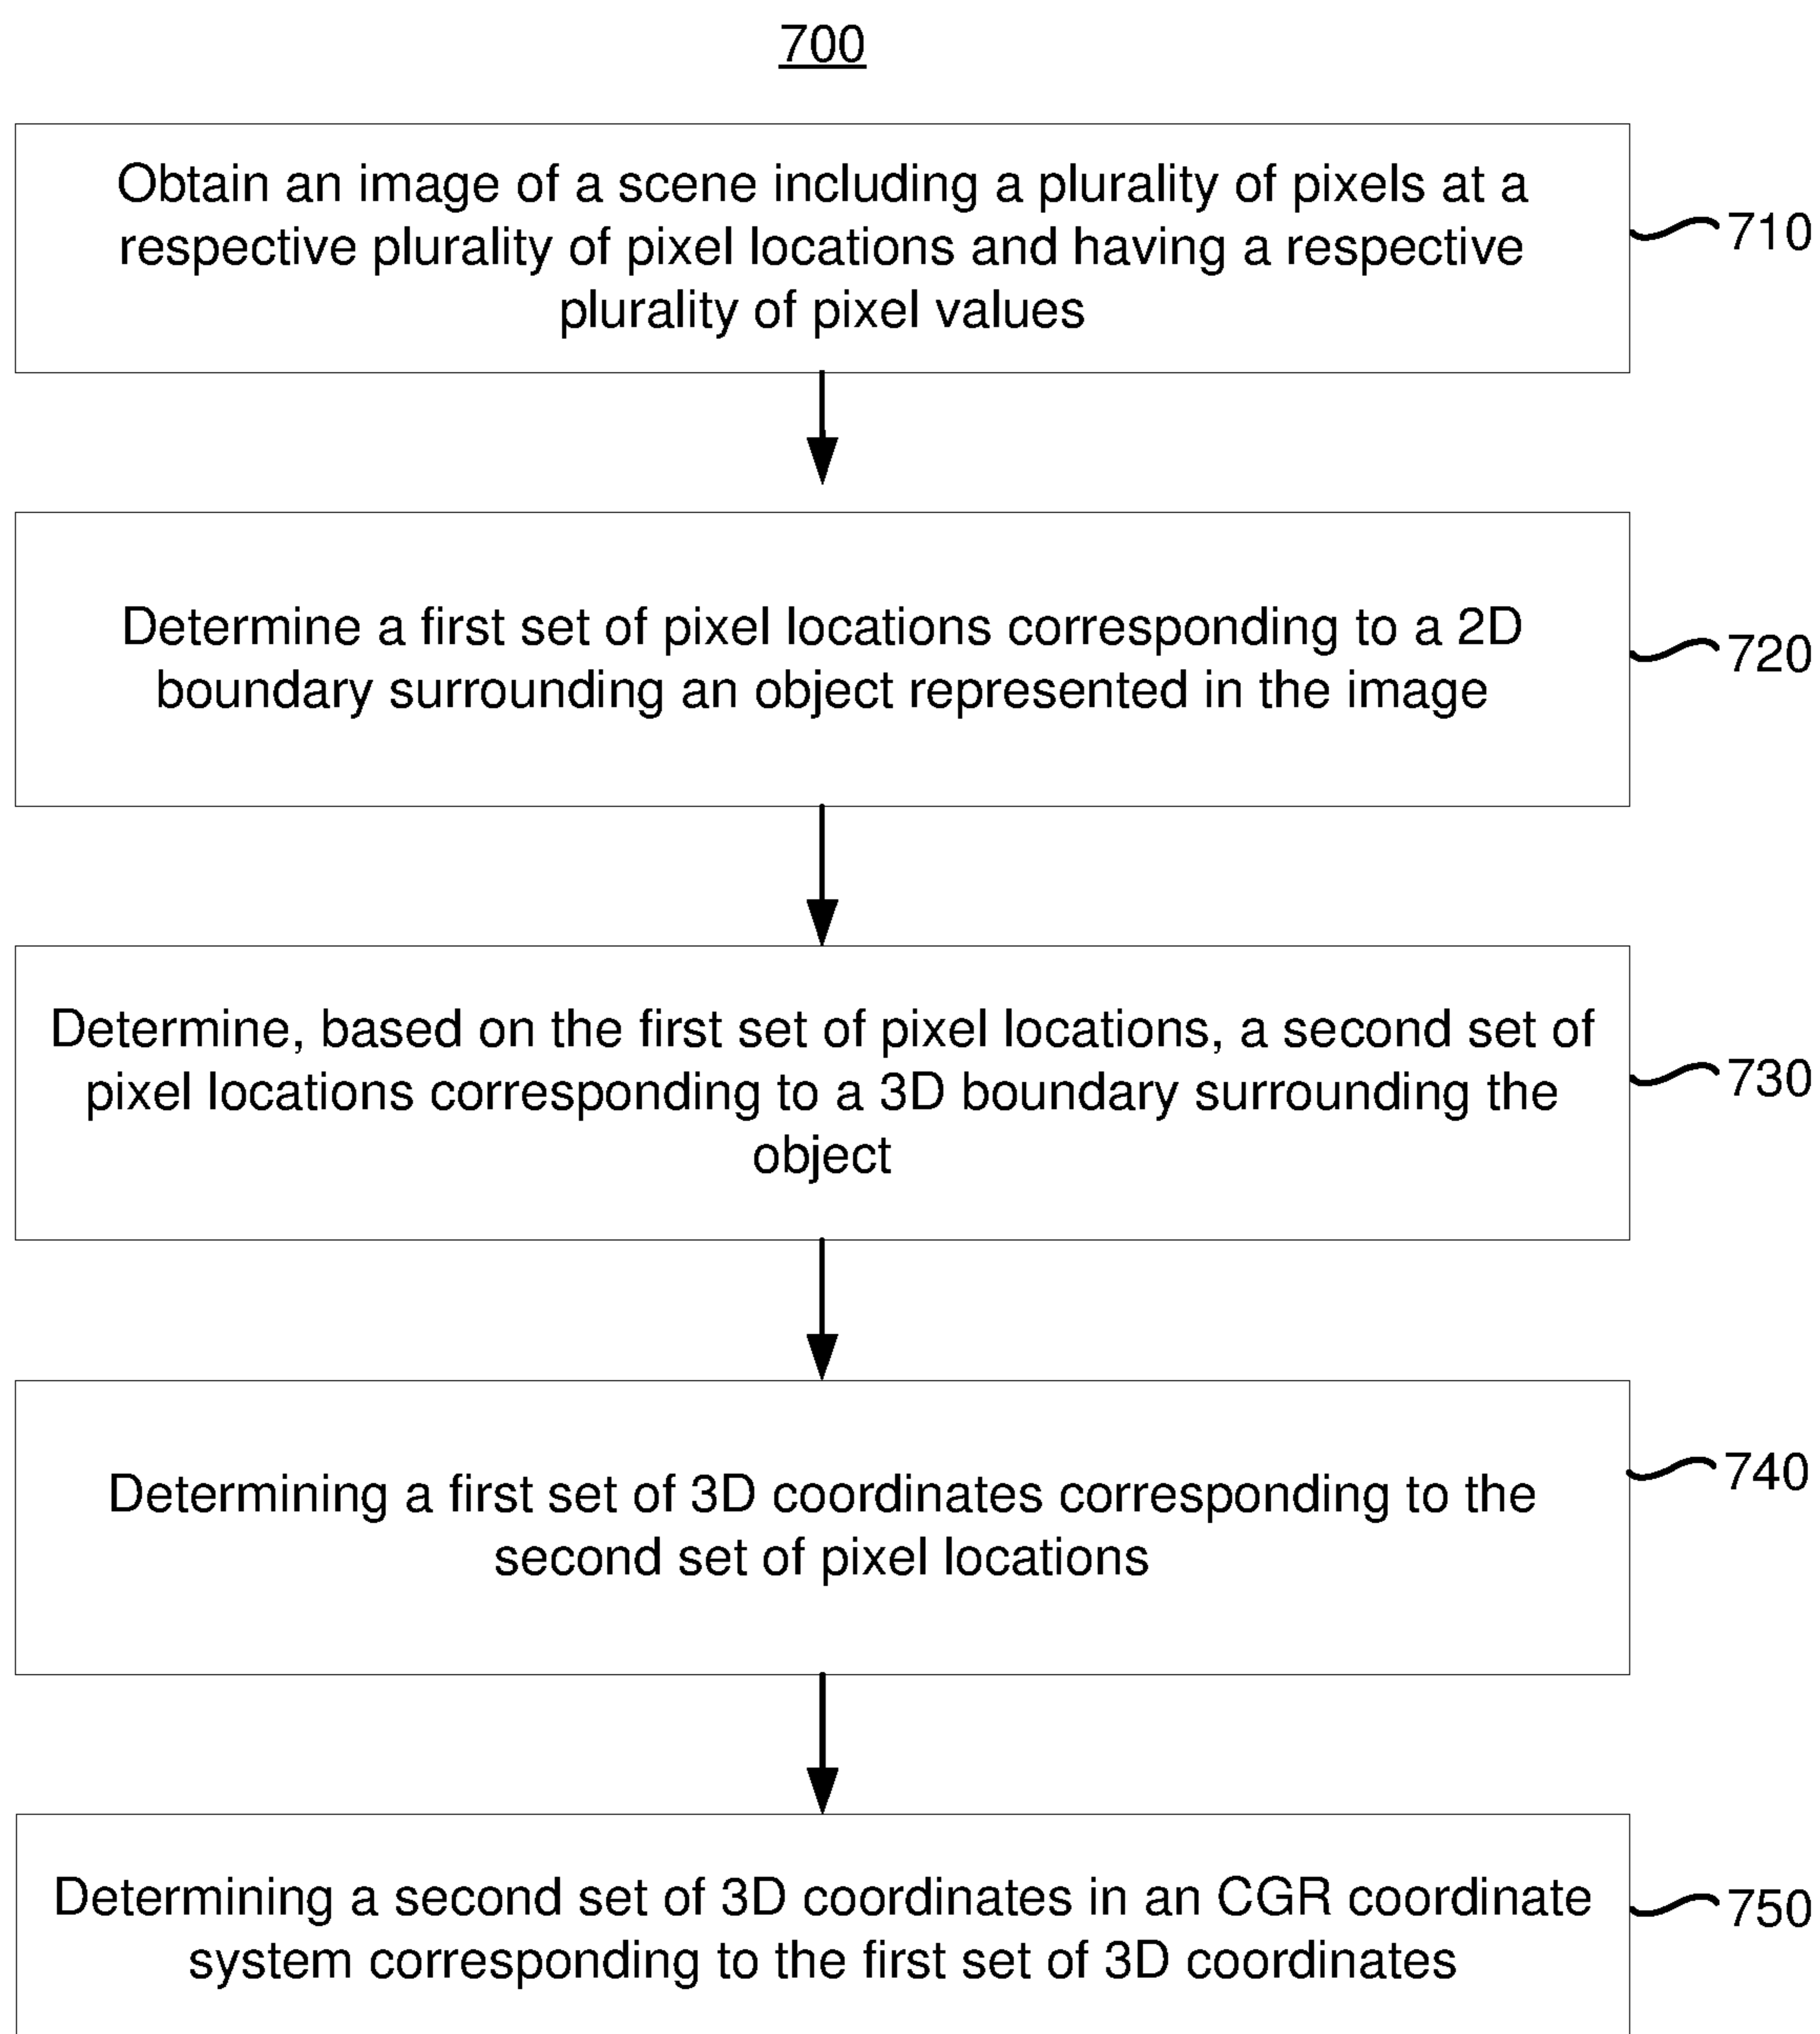 700
Obtain an image of a scene including a plurality of pixels at a
respective plurality of pixel locations and having a respective
plurality of pixel values
710
Determine a first set of pixel locations corresponding to a 2D
boundary surrounding an object represented in the image
720
Determine, based on the first set of pixel locations, a second set of
pixel locations corresponding to a 3D boundary surrounding the
object
730
Determining a first set of 3D coordinates corresponding to the
second set of pixel locations
740
Determining a second set of 3D coordinates in an CGR coordinate
system corresponding to the first set of 3D coordinates
750